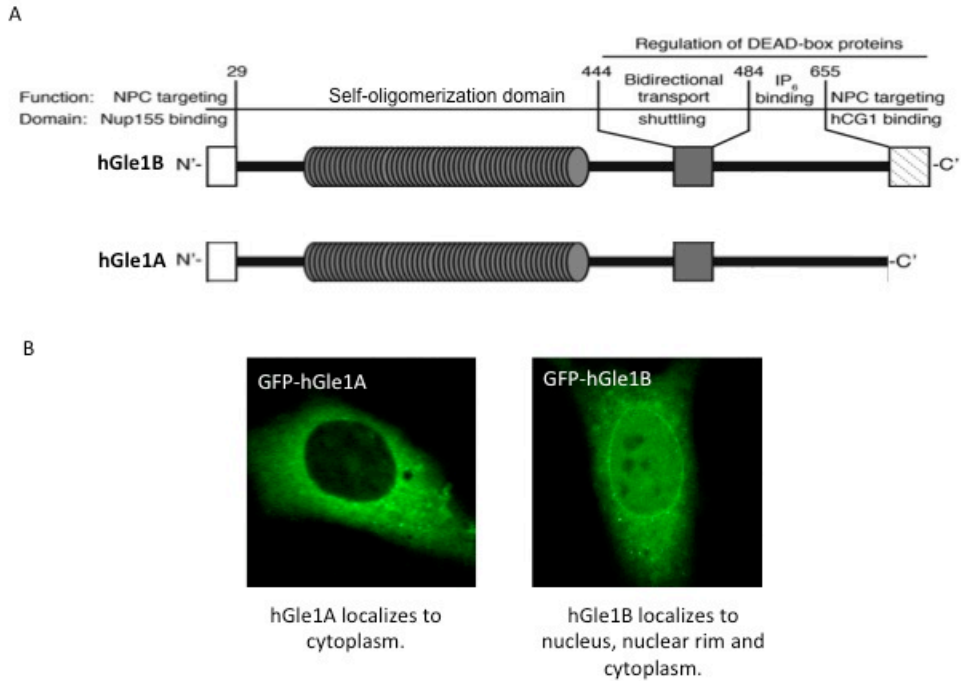 A
Regulation of DEAD-box proteins
29 444 484 655
Function: NPC targeting Self-oligomerization domain Bidirectional transport IP6 binding NPC targeting
Domain: Nup155 binding shuttling hCG1 binding
hGle1B N'- -C'
hGle1A N'- -C'
B
GFP-hGle1A GFP-hGle1B
hGle1A localizes to
cytoplasm.
hGle1B localizes to
nucleus, nuclear rim and
cytoplasm.